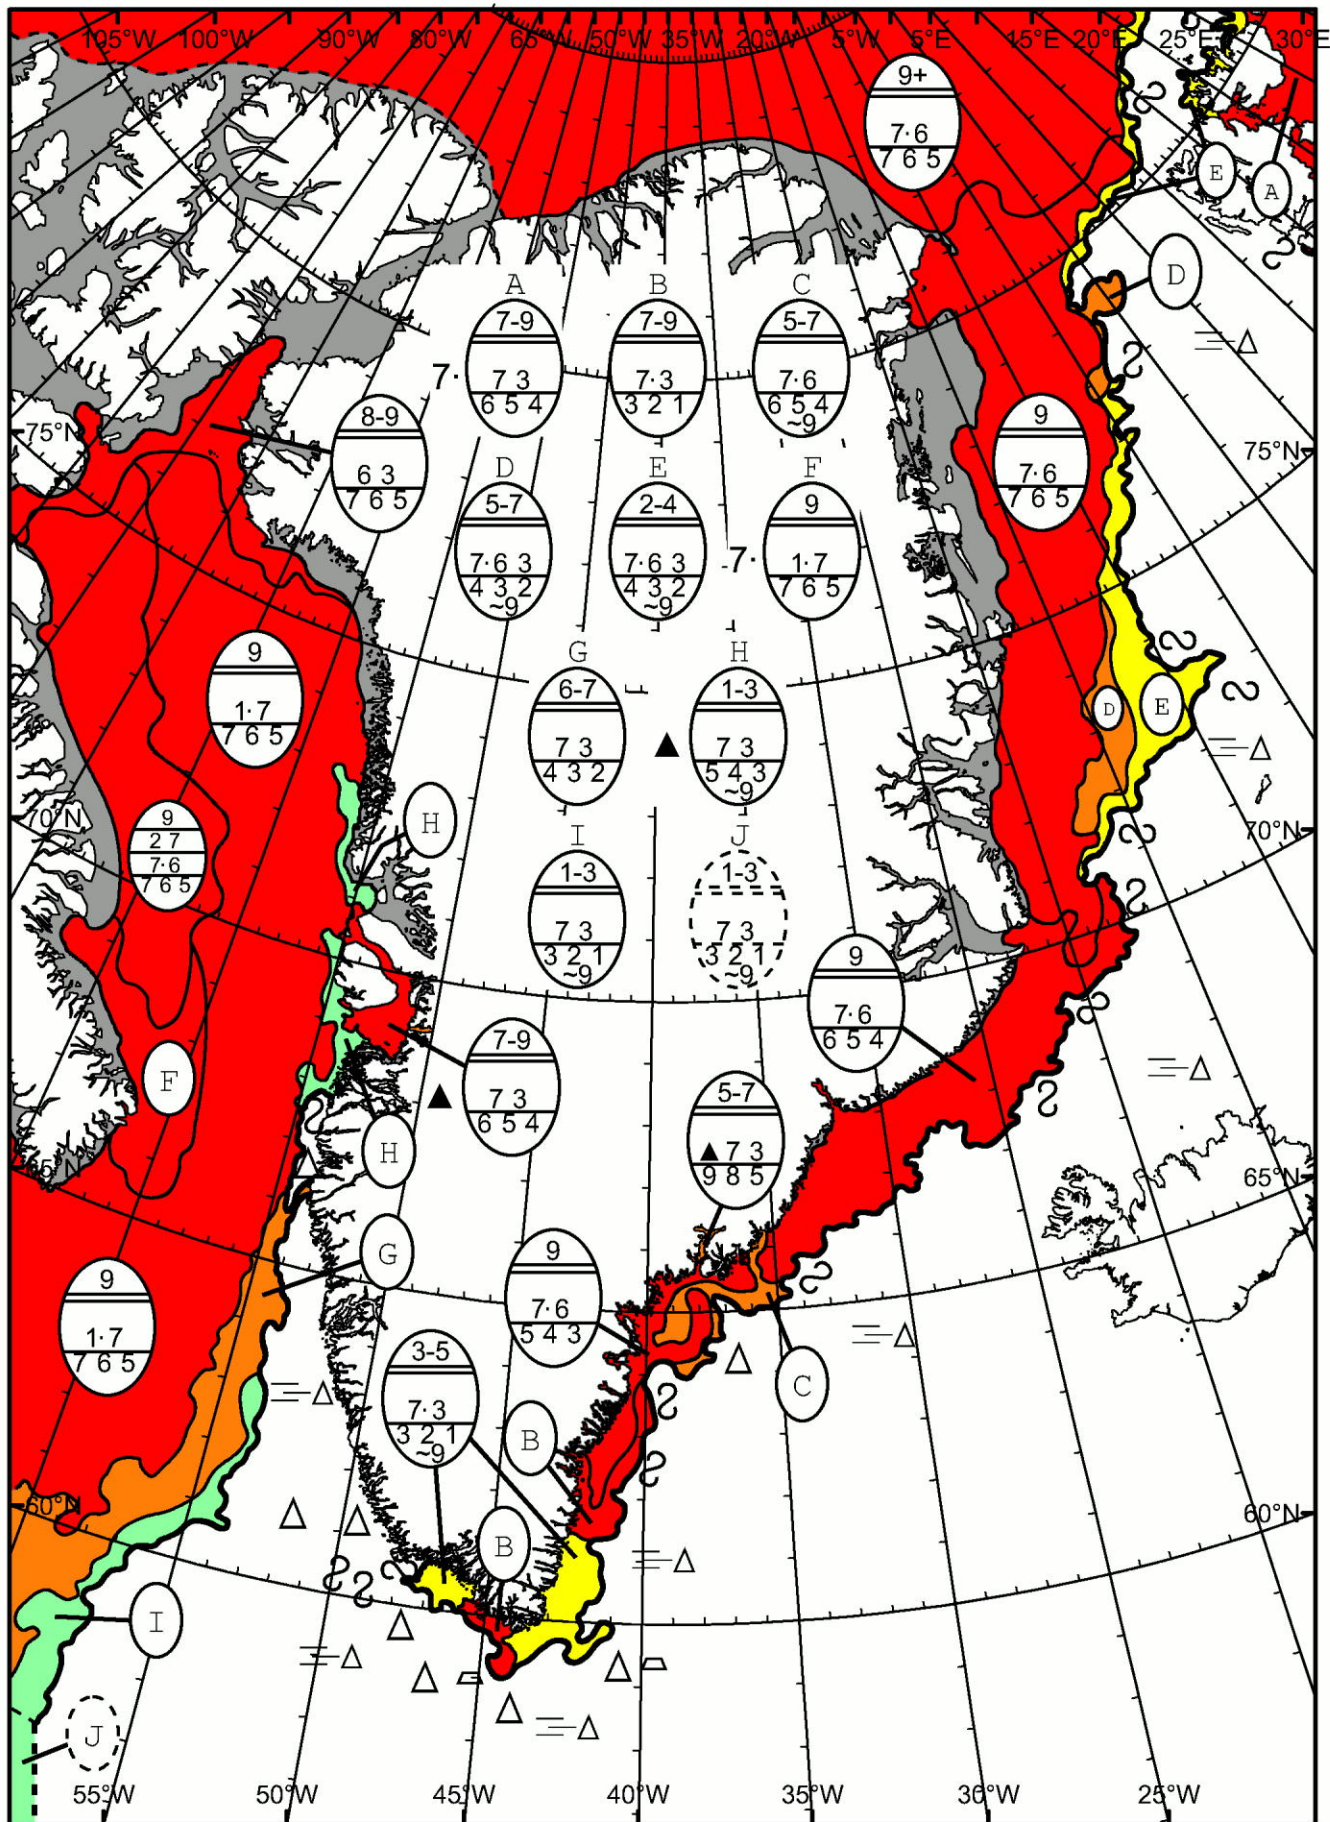 105°W 100°W 90°W 80°W 65°W 50°W 35°W 20°W 5°W 5°E 15°E 20°E 25°E 30°E
9+
7·6
7 6 5
E
A
D
A B C
7-9 7-9 5-7
7· 7 3 7·3 7·6
6 5 4 3 2 1 6 5 4
~9
75°N
8-9
6 3
7 6 5
9
7·6
7 6 5
75°N
D E F
5-7 2-4 9
7·6 3 7·6 3 7· 1·7
4 3 2 4 3 2 7 6 5
~9 ~9
G H
6-7 1-3
7 3 7 3
4 3 2 5 4 3
~9
9
1·7
7 6 5
D
E
70°N
H
70°N
9
2 7
7·6
7 6 5
I J
1-3 1-3
7 3 7 3
3 2 1 3 2 1
~9 ~9
9
7·6
6 5 4
F
7-9
7 3
6 5 4
H
5-7
▲ 7 3
9 8 5
65°N
65°N
G
9
1·7
7 6 5
9
7·6
5 4 3
3-5
7·3
3 2 1
~9
C
B
60°N
60°N
B
I
J
55°W 50°W 45°W 40°W 35°W 30°W 25°W